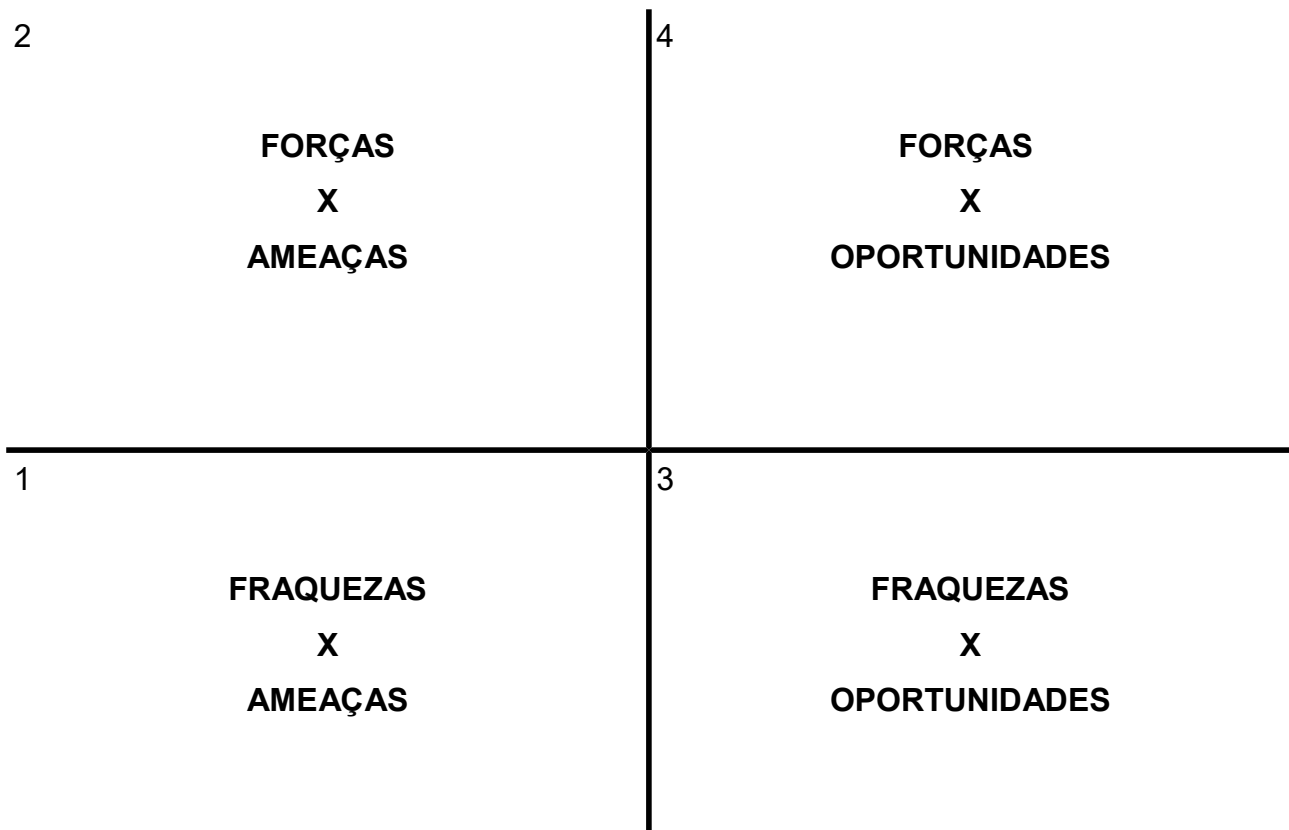 2
FORÇAS
X
AMEAÇAS
4
FORÇAS
X
OPORTUNIDADES
1
FRAQUEZAS
X
AMEAÇAS
3
FRAQUEZAS
X
OPORTUNIDADES